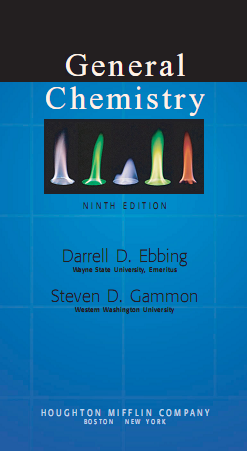 General
Chemistry
NINTH EDITION
Darrell D. Ebbing
Wayne State University, Emeritus
Steven D. Gammon
Western Washington University
HOUGHTON MIFFLIN COMPANY
BOSTON NEW YORK